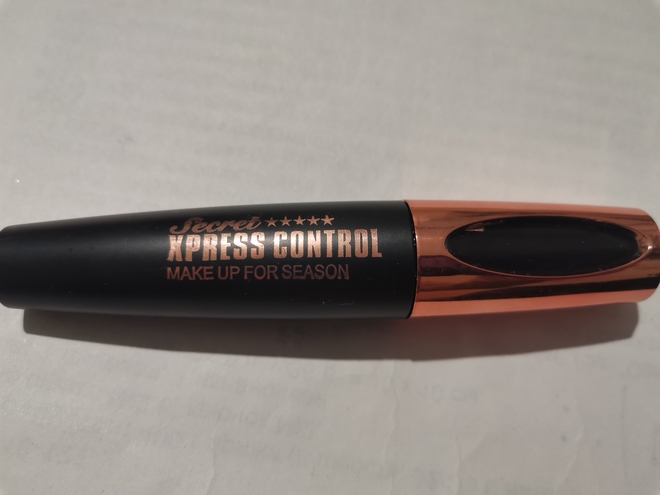 Secret ★★★★★
XPRESS CONTROL
MAKE UP FOR SEASON